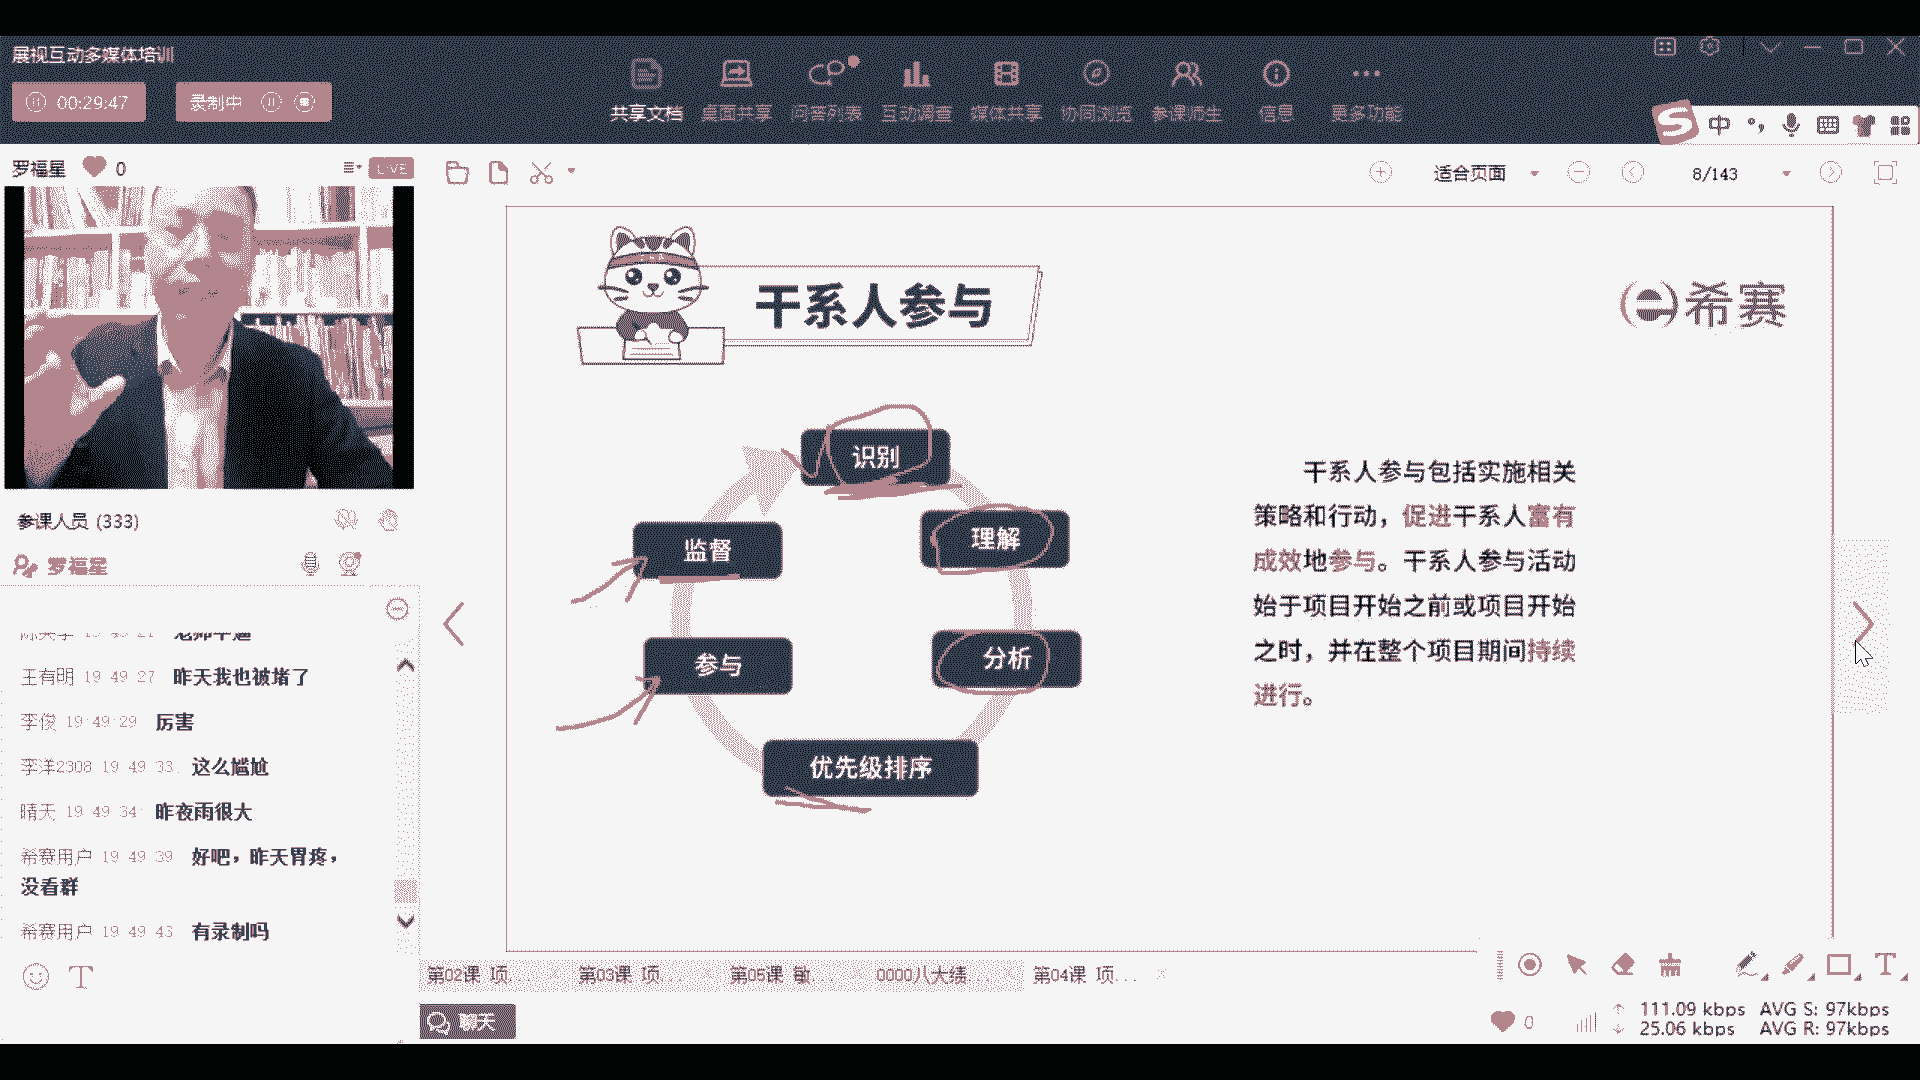 展视互动多媒体培训
00:29:47
录制中
共享文档
桌面共享
问答列表
互动调查
媒体共享
协同浏览
参课师生
信息
更多功能
中
罗福星
0
LIVE
适合页面
8/143
干系人参与
希赛
识别
理解
分析
优先级排序
参与
监督
干系人参与包括实施相关
策略和行动，促进干系人富有
成效地参与。干系人参与活动
始于项目开始之前或项目开始
之时，并在整个项目期间持续
进行。
参课人员 (333)
罗福星
王有明 19:49:27 昨天我也被堵了
李俊 19:49:29 厉害
李洋2308 19:49:33 这么尴尬
晴天 19:49:34 昨夜雨很大
希赛用户 19:49:39 好吧，昨天胃疼，
没看群
希赛用户 19:49:43 有录制吗
第02课 项...
第03课 项...
第05课 敏...
0000八大绩...
第04课 项...
聊天
0
111.09 kbps AVG S: 97kbps
25.06 kbps AVG R: 97kbps